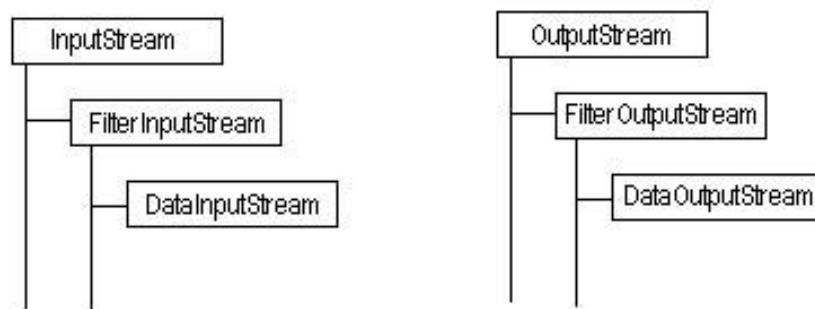 InputStream
FilterInputStream
DataInputStream
OutputStream
FilterOutputStream
DataOutputStream